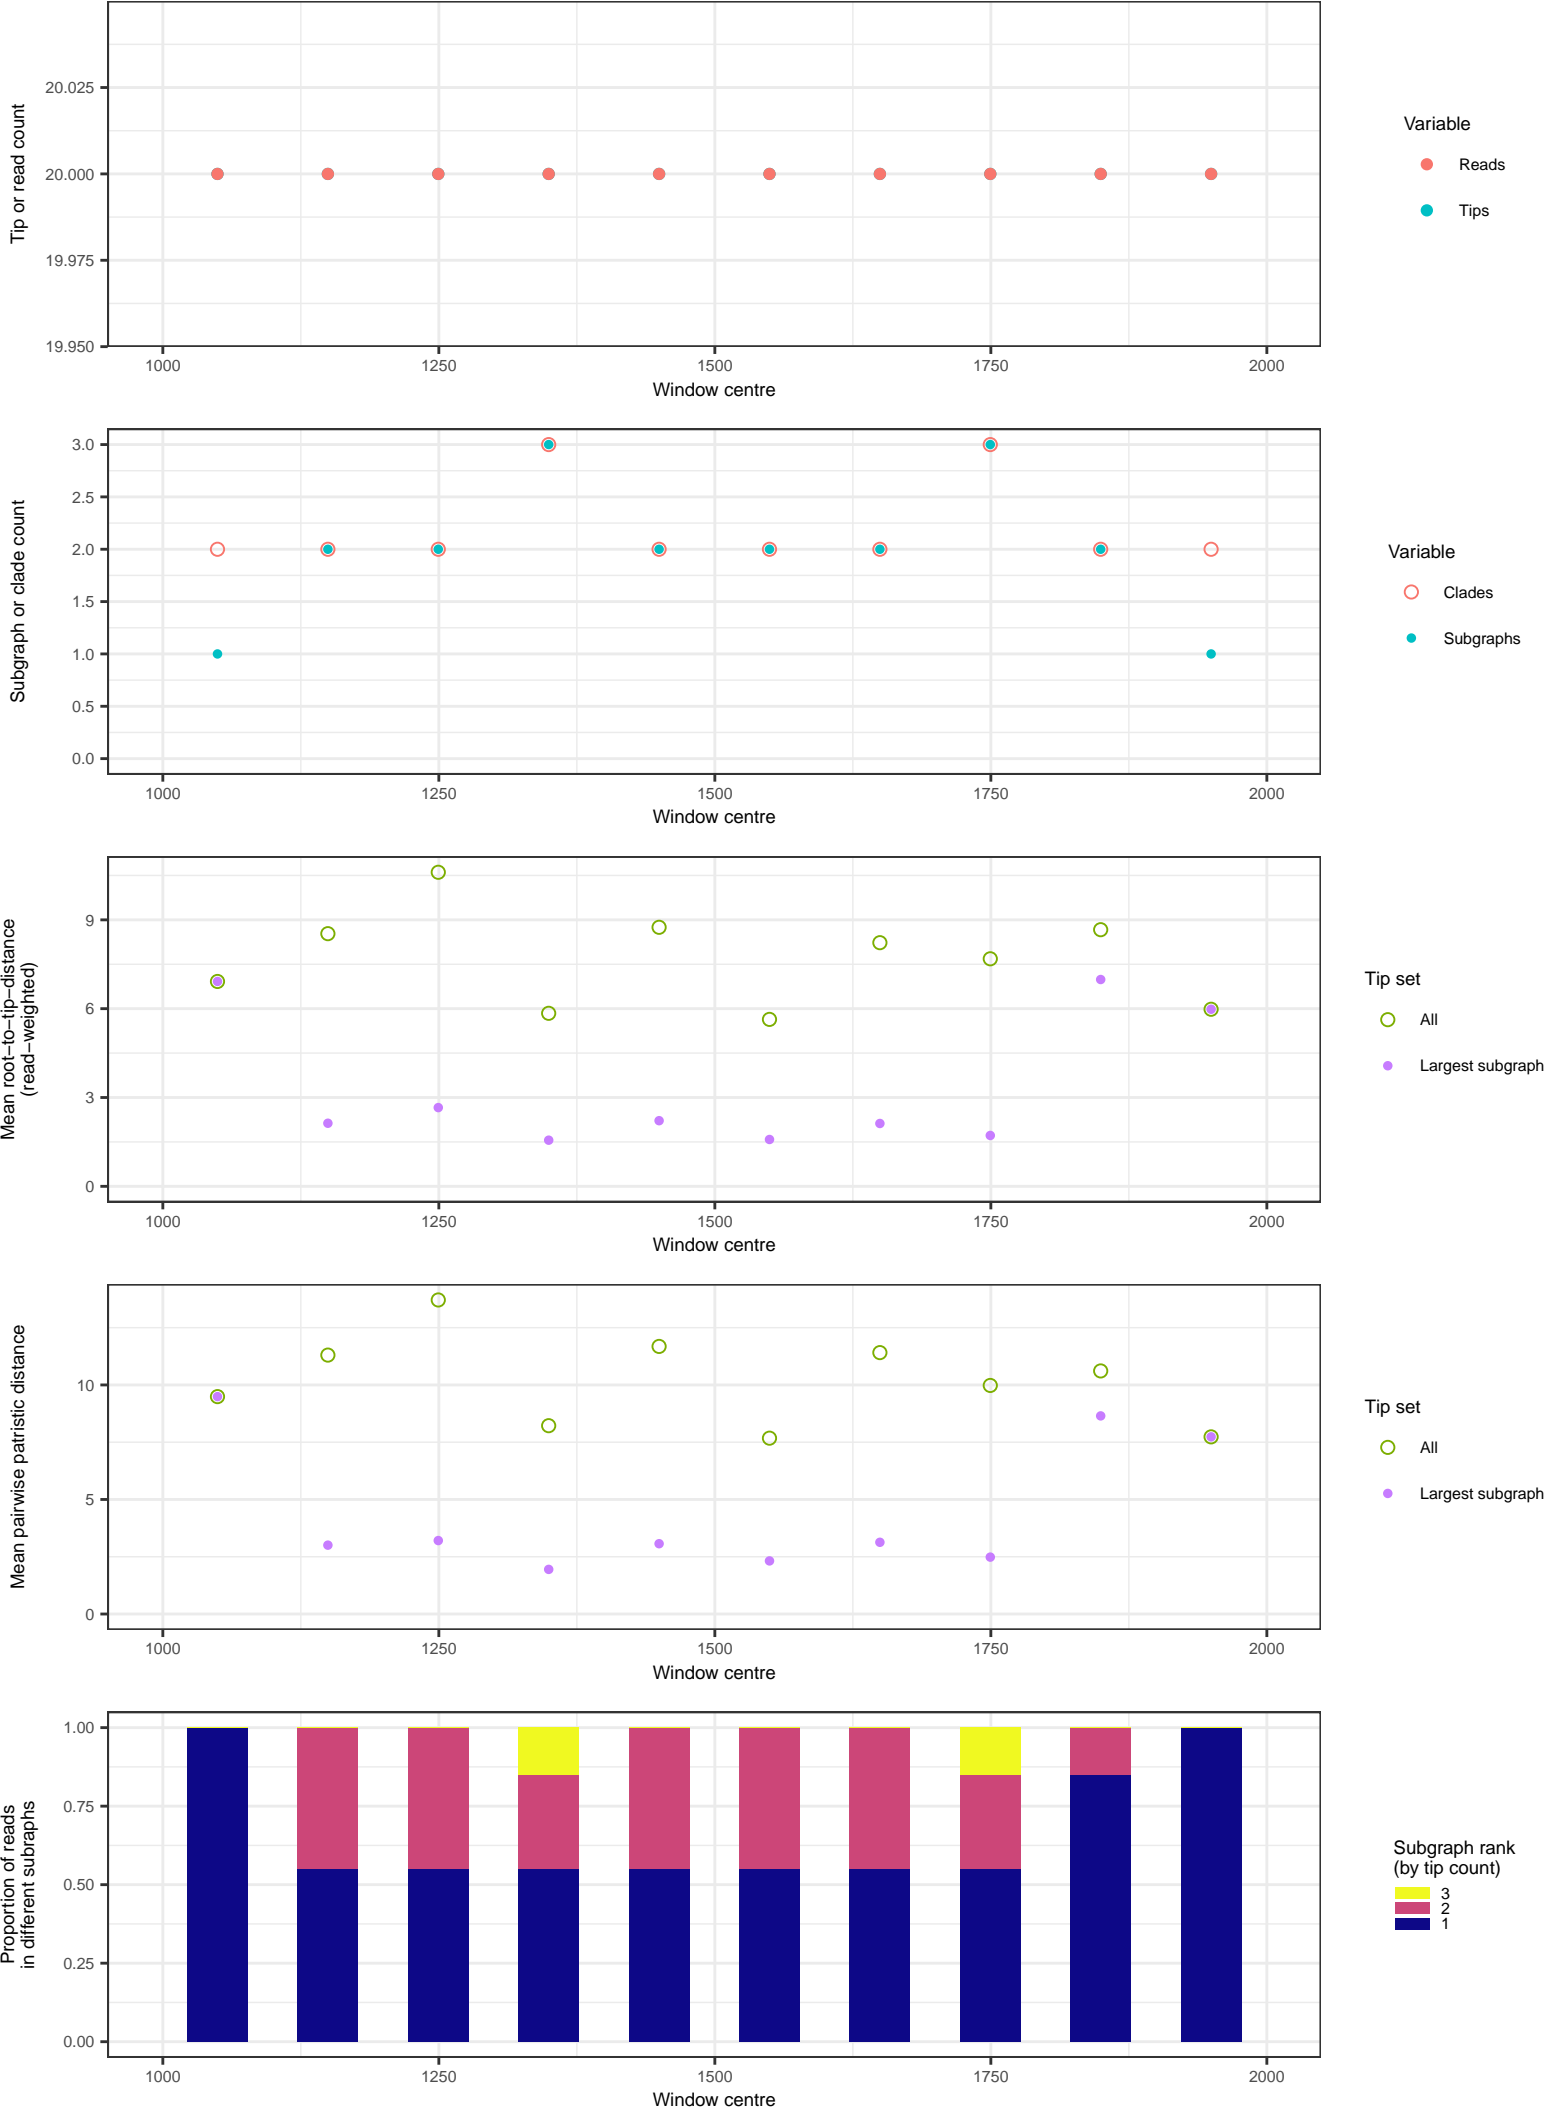 20.025
20.000
19.975
19.950
Tip or read count
1000 1250 1500 1750 2000
Window centre
Variable
Reads
Tips
3.0
2.5
2.0
1.5
1.0
0.5
0.0
Subgraph or clade count
1000 1250 1500 1750 2000
Window centre
Variable
Clades
Subgraphs
9
6
3
0
Mean root−to−tip−distance
(read−weighted)
1000 1250 1500 1750 2000
Window centre
Tip set
All
Largest subgraph
10
5
0
Mean pairwise patristic distance
1000 1250 1500 1750 2000
Window centre
Tip set
All
Largest subgraph
1.00
0.75
0.50
0.25
0.00
Proportion of reads
in different subraphs
1000 1250 1500 1750 2000
Window centre
Subgraph rank
(by tip count)
3
2
1